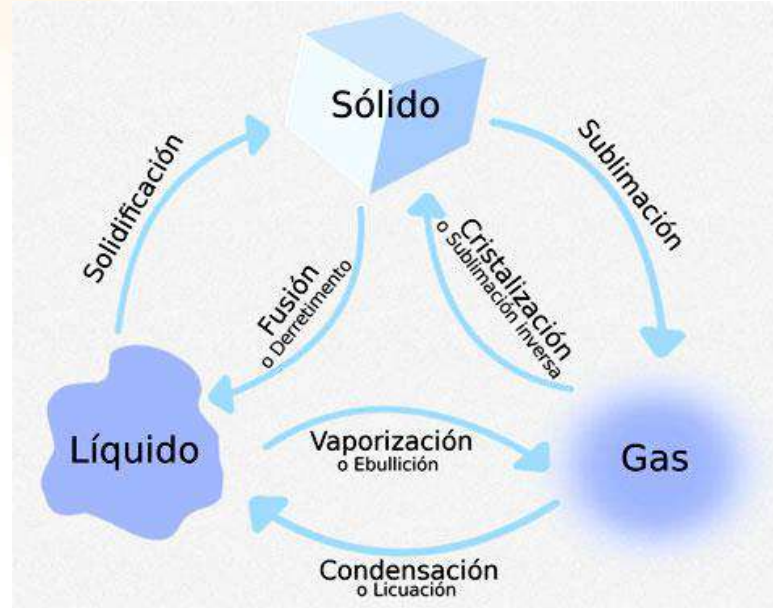 Sólido
Solidificación
Sublimación
Fusión
o Derretimento
Cristalización
o Sublimación inversa
Líquido
Vaporización
o Ebullición
Gas
Condensación
o Licuación